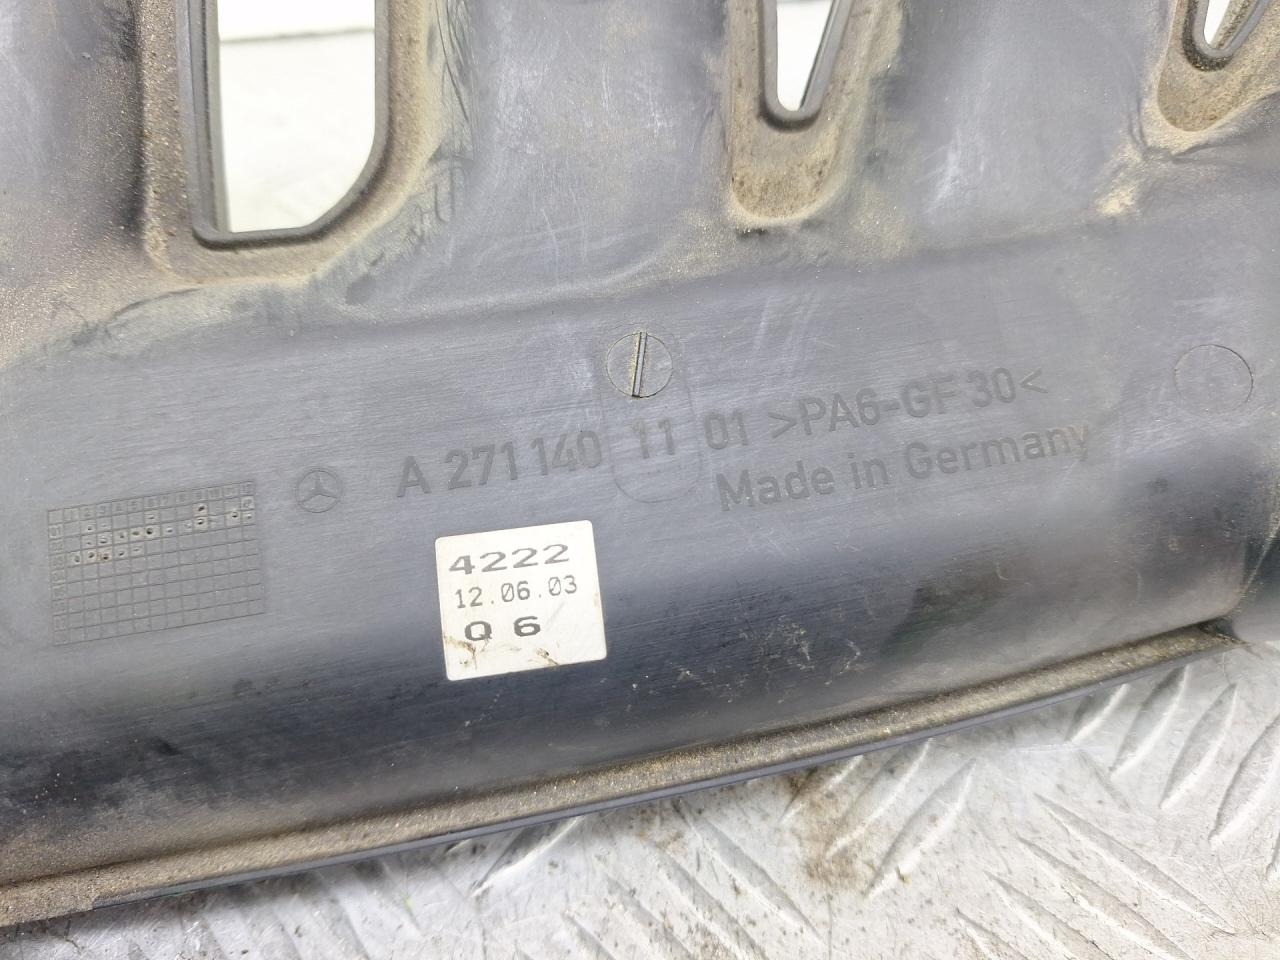 A 271 140 11 01 >PA6-GF 30<
Made in Germany
4222
12.06.03
Q 6